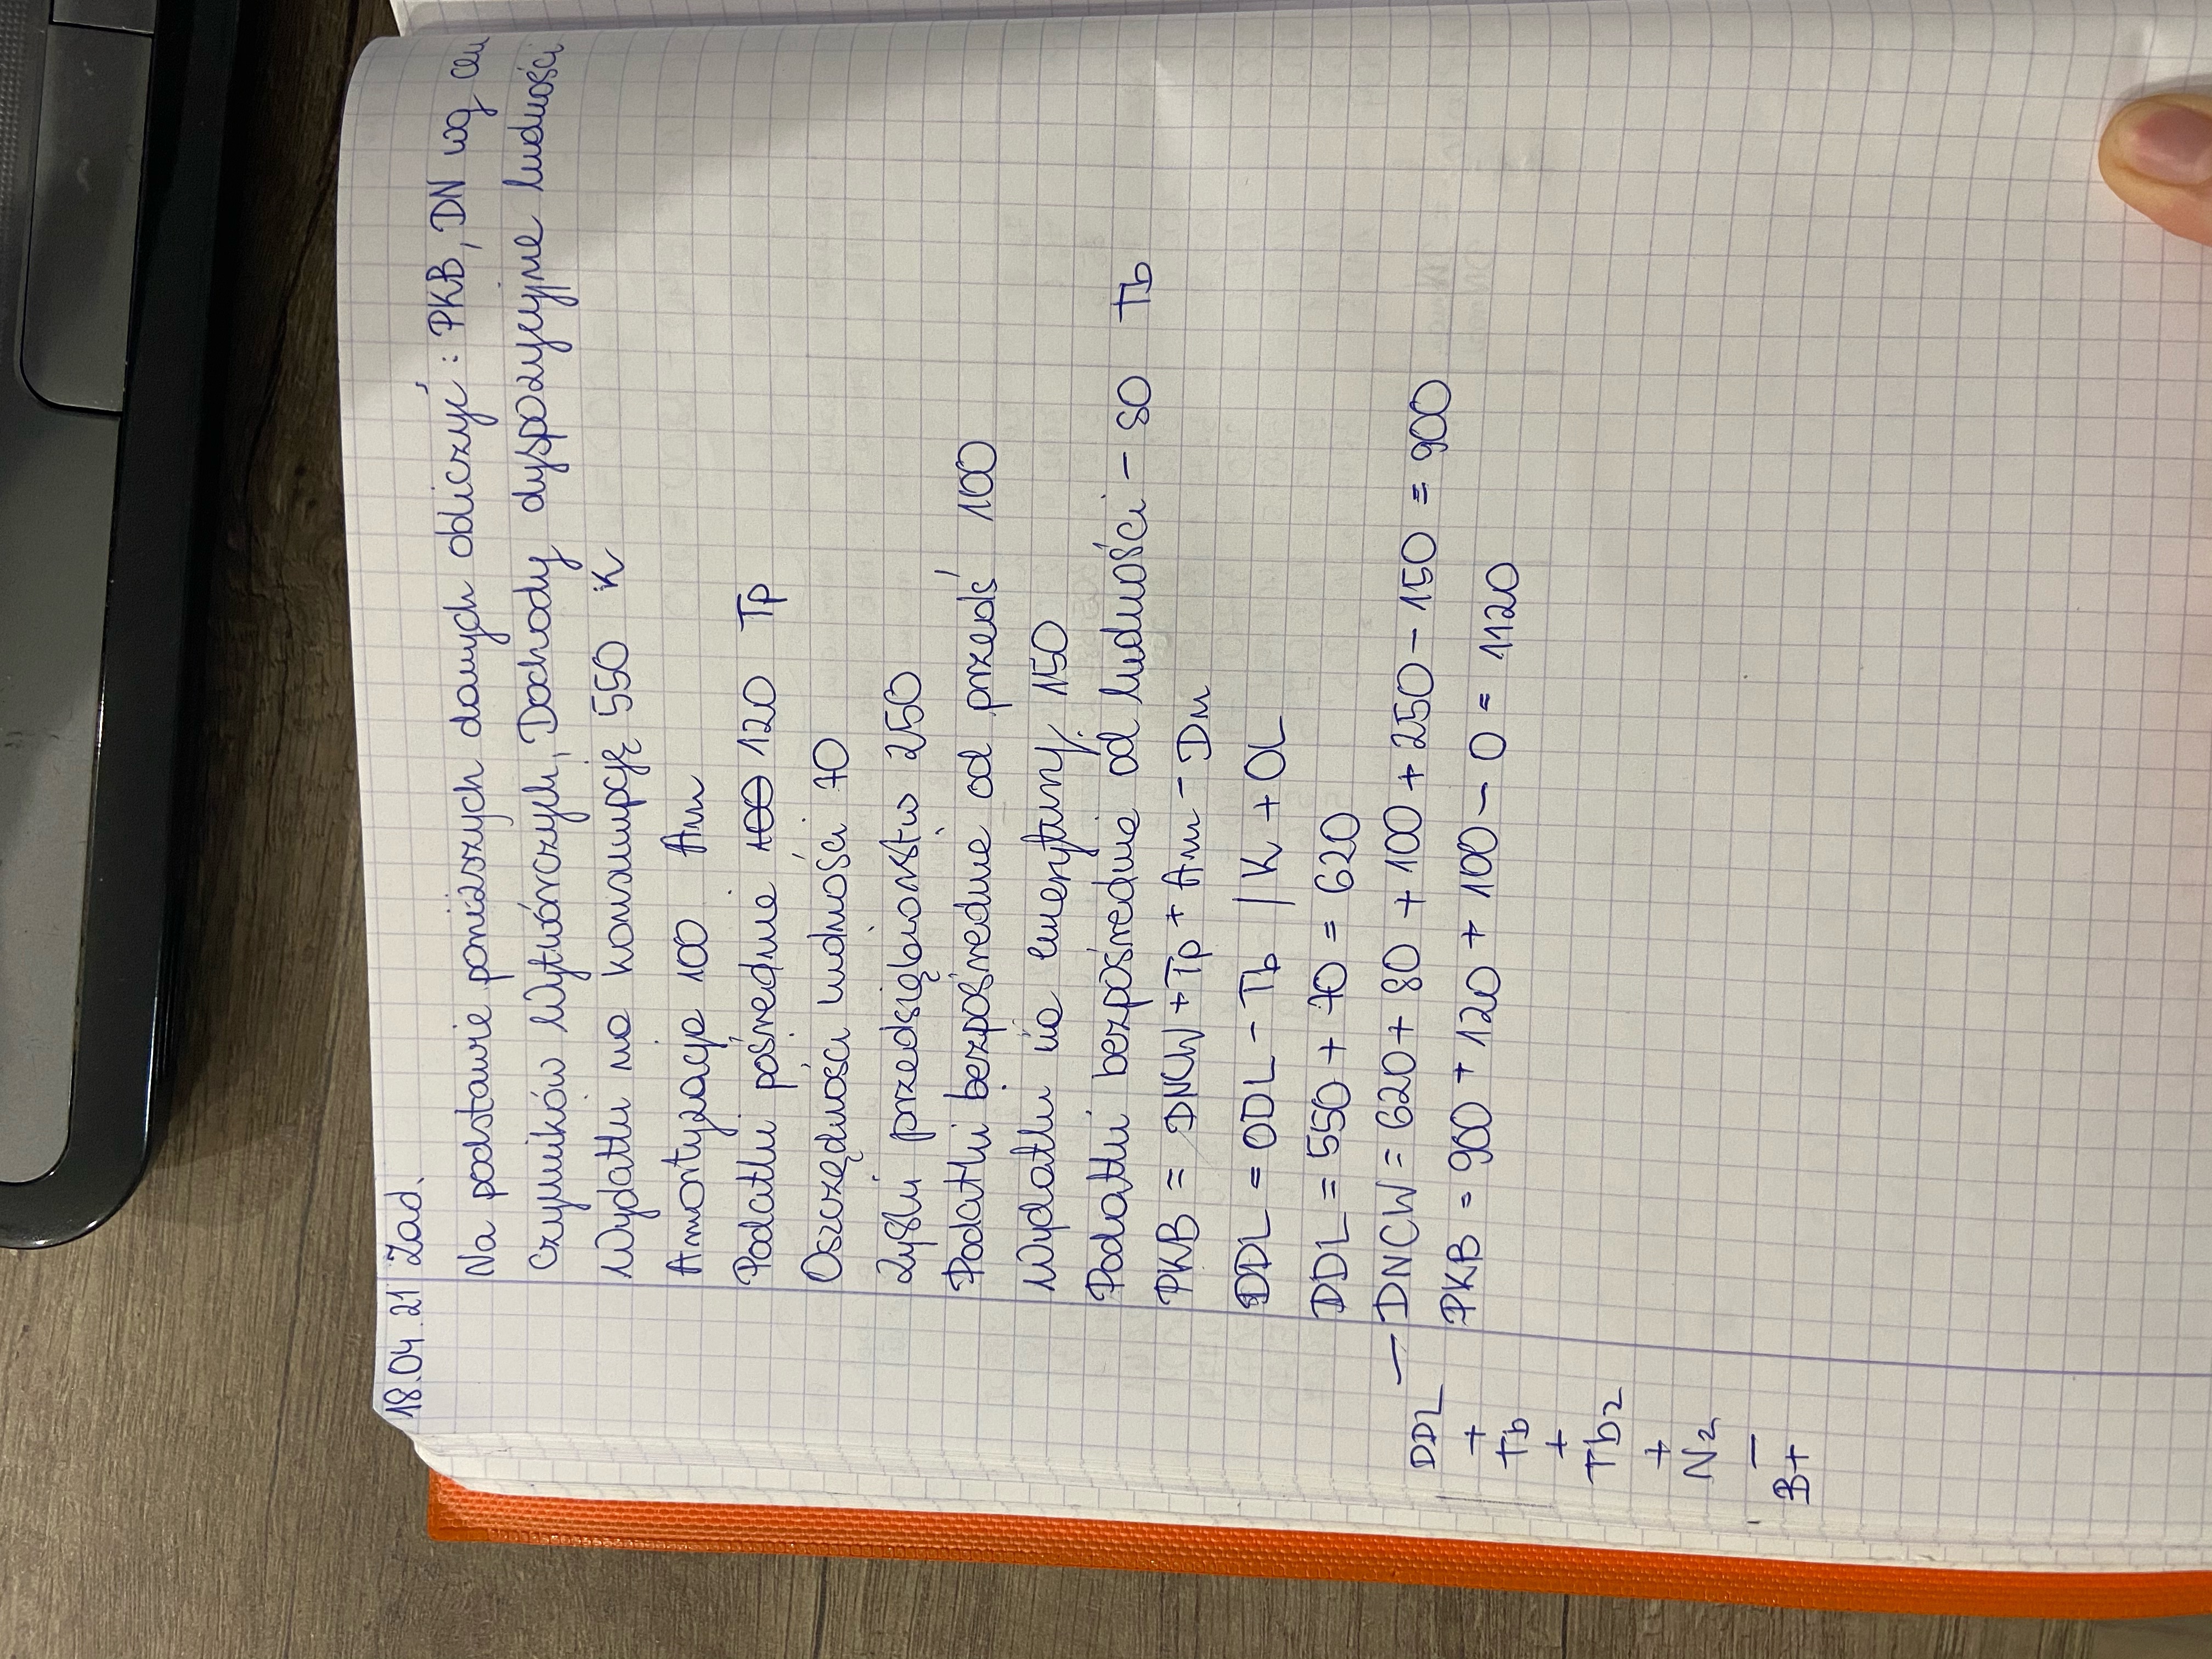 18.04.21 Zad.
Na podstawie poniższych danych obliczyć: PKB, DN wg cen
Czynników Wytwórczych, Dochody dyspozycyjne ludności
Wydatki na konsumpcję 550 K
Amortyzacja 100 Am
Podatki pośrednie 100 120 Tp
Oszczędności ludności 70
Zyski przedsiębiorstw 250
Podatki bezpośrednie od przeds 100
Wydatki na emerytury 150
Podatki bezpośrednie od ludności - 80 Tb
PKB = DNCW + Tp + Am - Dn
DDL = ODL - Tb / K + OL
DDL = 550 + 70 = 620
— DNCW = 620 + 80 + 100 + 250 - 150 = 900
PKB = 900 + 120 + 100 - 0 = 1120
DDL
+
Tb
+
Tb2
+
N2
—
B+